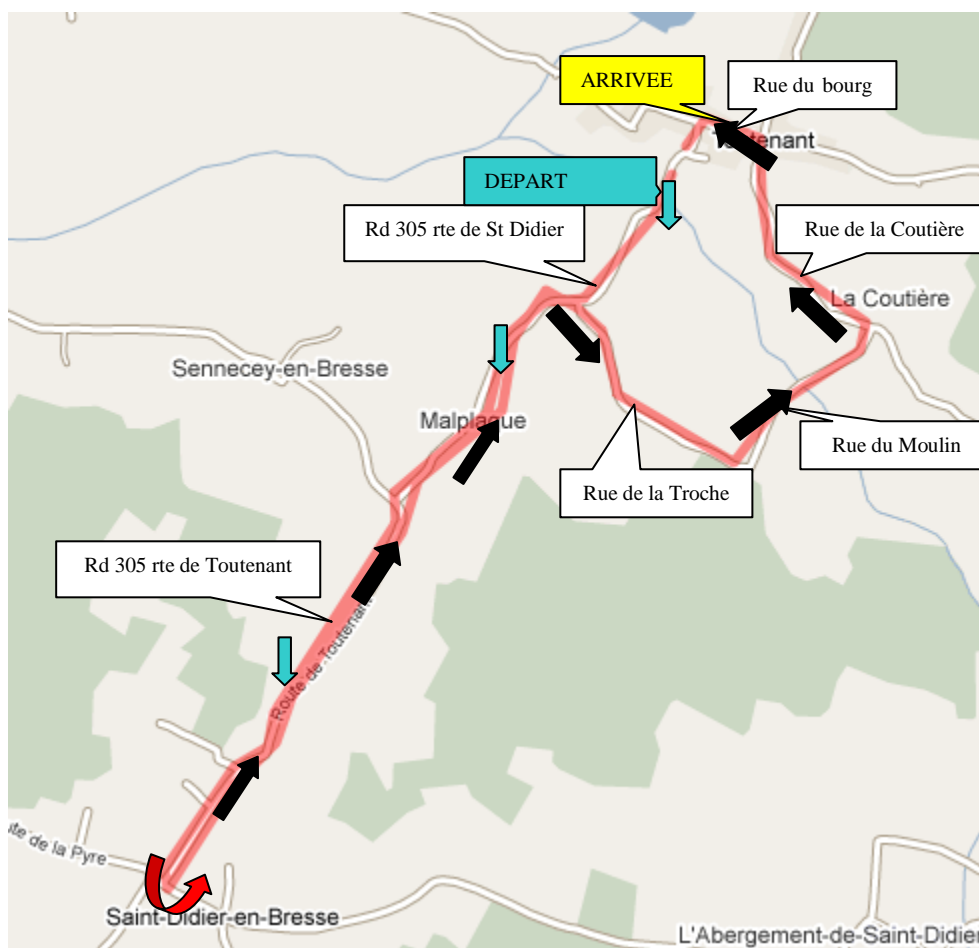 ARRIVEE
Rue du bourg
DEPART
Rd 305 rte de St Didier
Rue de la Coutière
La Coutière
Sennecey-en-Bresse
Malplaque
Rue du Moulin
Rue de la Troche
Rd 305 rte de Toutenant
Route de Toutenant
de la Pyre
Saint-Didier-en-Bresse
L'Abergement-de-Saint-Didier